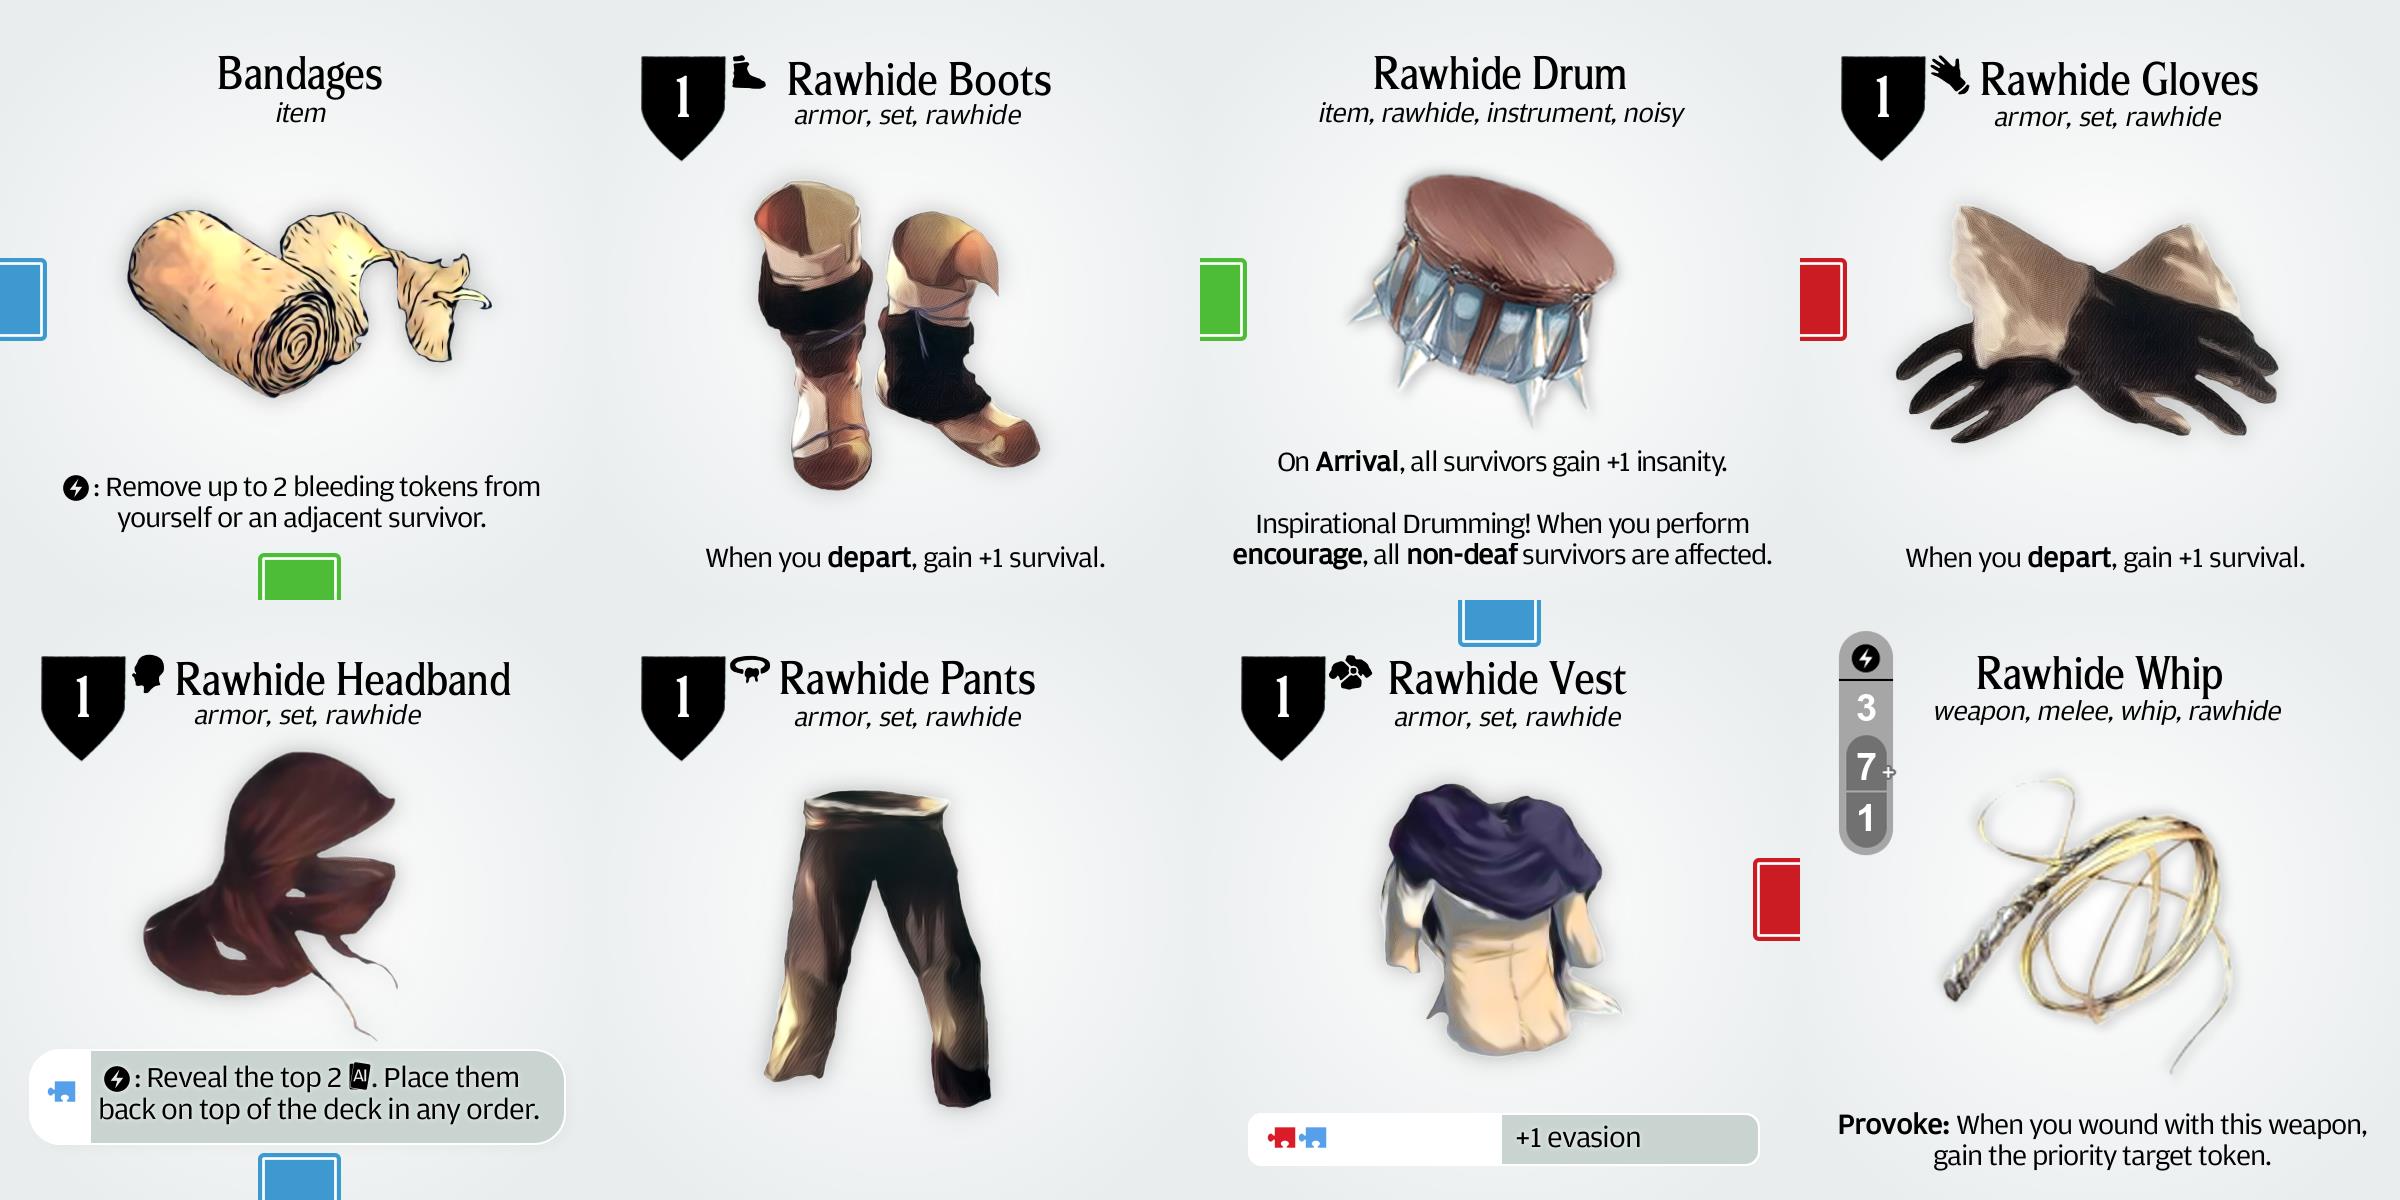 Bandages
item
: Remove up to 2 bleeding tokens from
yourself or an adjacent survivor.
1
Rawhide Boots
armor, set, rawhide
When you depart, gain +1 survival.
Rawhide Drum
item, rawhide, instrument, noisy
On Arrival, all survivors gain +1 insanity.
Inspirational Drumming! When you perform
encourage, all non-deaf survivors are affected.
1
Rawhide Gloves
armor, set, rawhide
When you depart, gain +1 survival.
1
Rawhide Headband
armor, set, rawhide
: Reveal the top 2 AI. Place them
back on top of the deck in any order.
1
Rawhide Pants
armor, set, rawhide
1
Rawhide Vest
armor, set, rawhide
+1 evasion
3
7+
1
Rawhide Whip
weapon, melee, whip, rawhide
Provoke: When you wound with this weapon,
gain the priority target token.